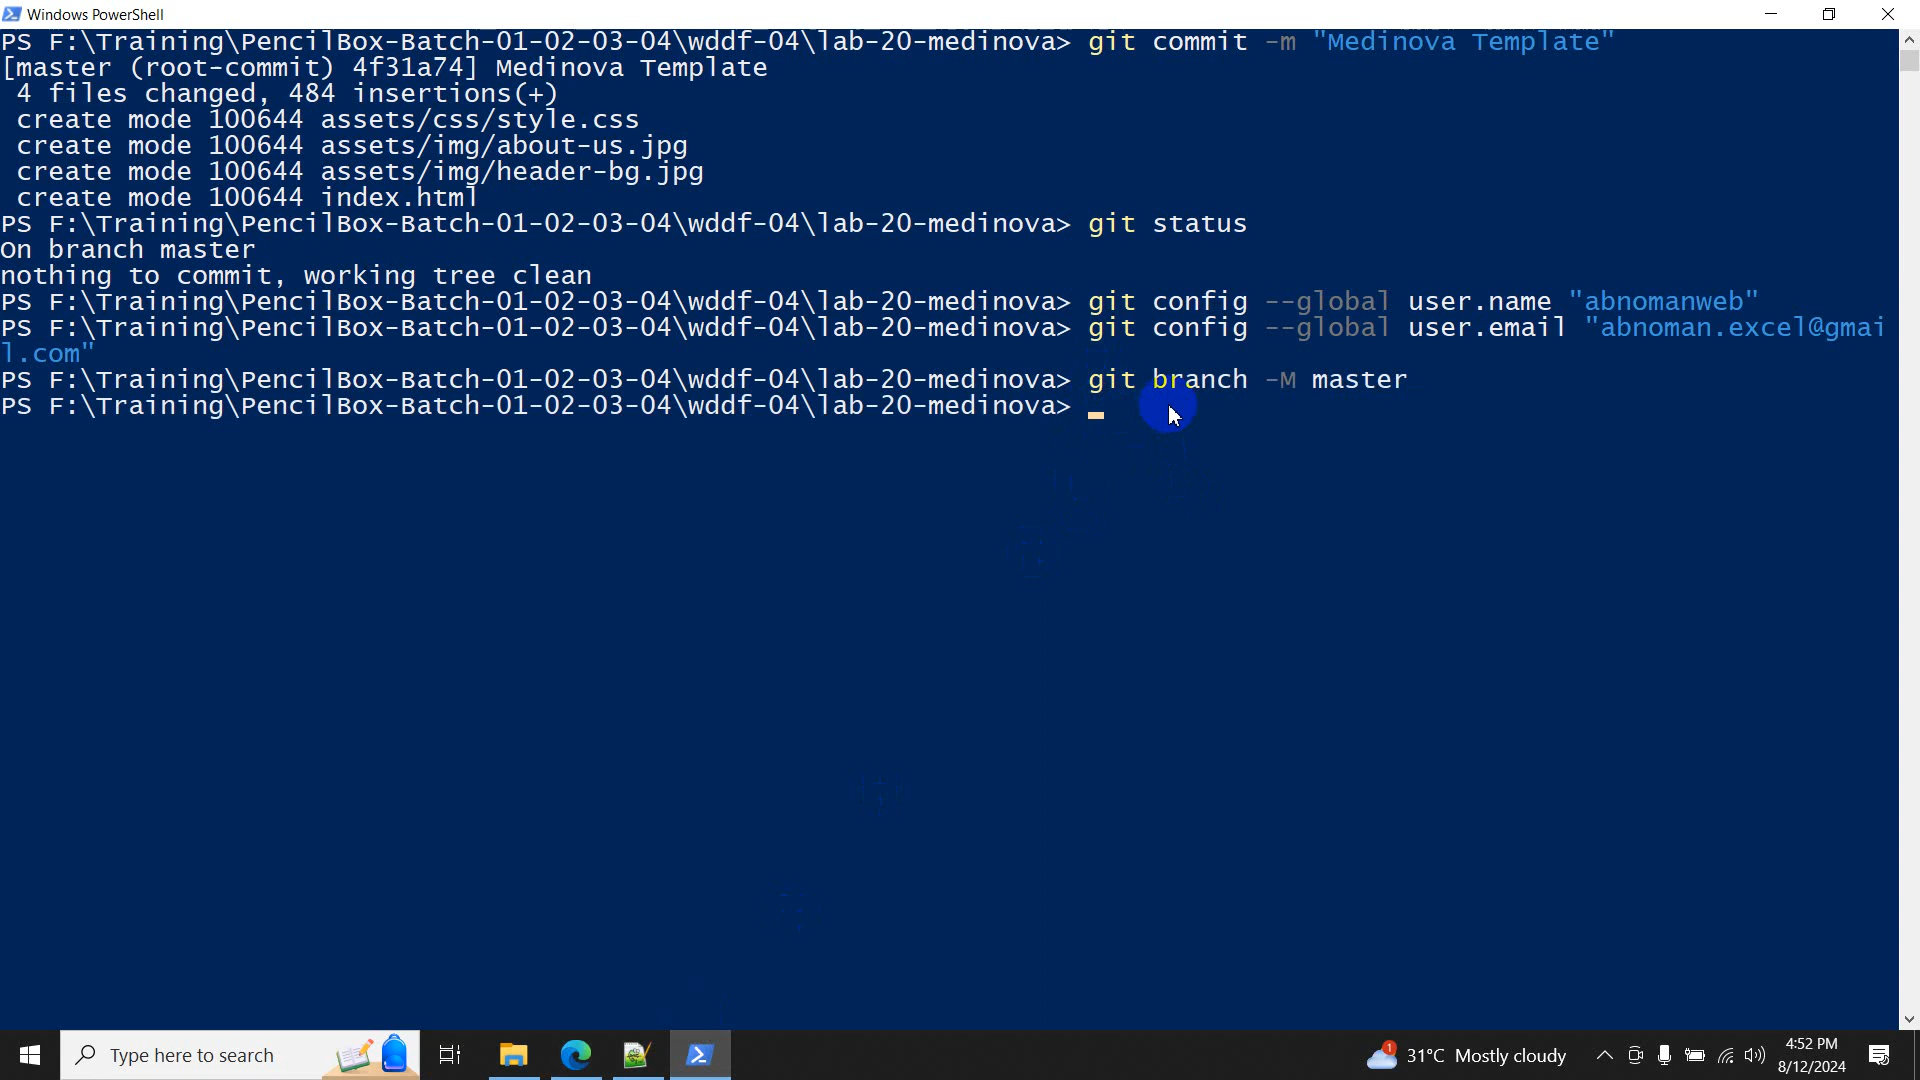 Windows PowerShell
PS F:\Training\PencilBox-Batch-01-02-03-04\wddf-04\lab-20-medinova> git commit -m "Medinova Template"
[master (root-commit) 4f31a74] Medinova Template
 4 files changed, 484 insertions(+)
 create mode 100644 assets/css/style.css
 create mode 100644 assets/img/about-us.jpg
 create mode 100644 assets/img/header-bg.jpg
 create mode 100644 index.html
PS F:\Training\PencilBox-Batch-01-02-03-04\wddf-04\lab-20-medinova> git status
On branch master
nothing to commit, working tree clean
PS F:\Training\PencilBox-Batch-01-02-03-04\wddf-04\lab-20-medinova> git config --global user.name "abnomanweb"
PS F:\Training\PencilBox-Batch-01-02-03-04\wddf-04\lab-20-medinova> git config --global user.email "abnoman.excel@gmai
l.com"
PS F:\Training\PencilBox-Batch-01-02-03-04\wddf-04\lab-20-medinova> git branch -M master
PS F:\Training\PencilBox-Batch-01-02-03-04\wddf-04\lab-20-medinova>
Type here to search
1
31°C Mostly cloudy
4:52 PM
8/12/2024